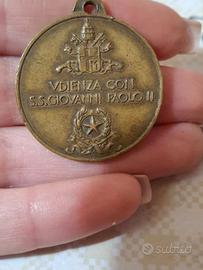 VDIENZA CON
S.S.GIOVANNI PAOLO II
subito